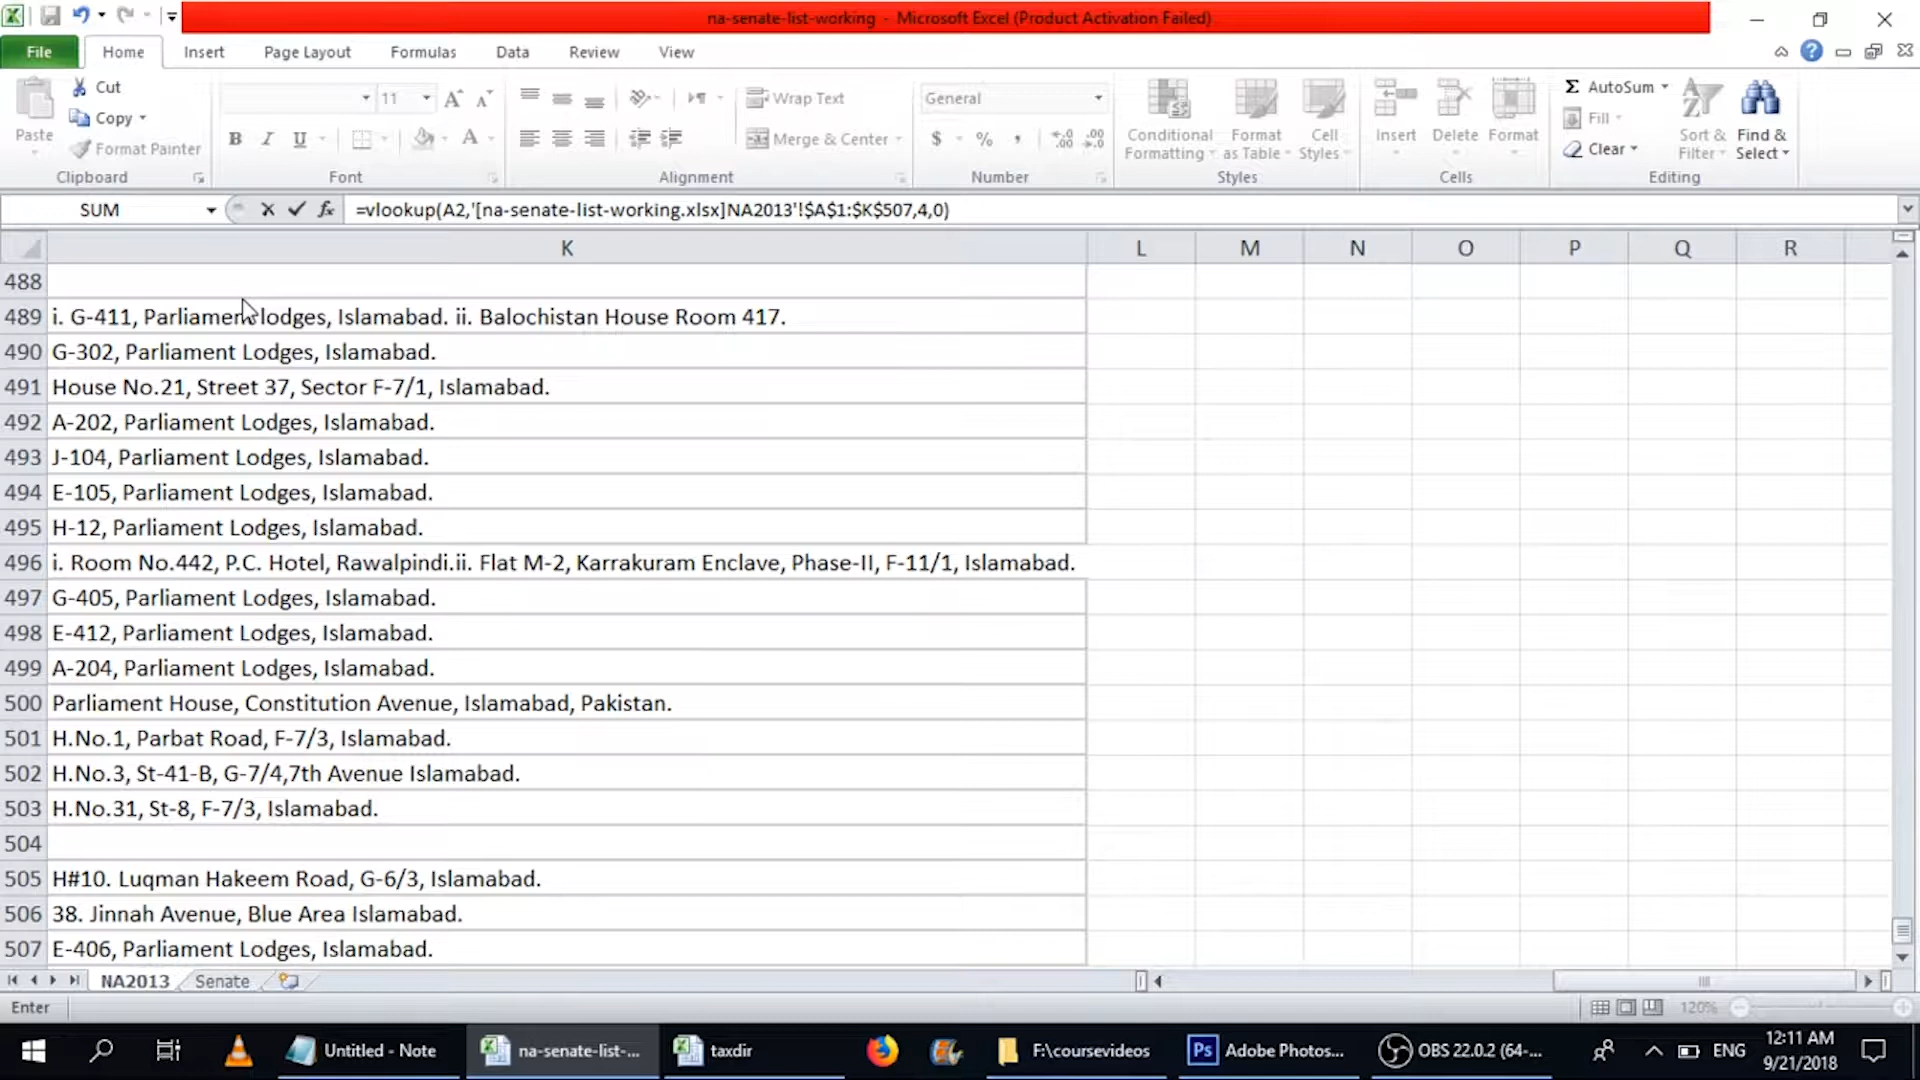 na-senate-list-working - Microsoft Excel (Product Activation Failed)
File Home Insert Page Layout Formulas Data Review View
Paste
Cut
Copy
Format Painter
Clipboard
11
B I U A
Font
Wrap Text
Merge & Center
Alignment
General
$ % ,
Number
Conditional Formatting
Format as Table
Cell Styles
Styles
Insert Delete Format
Cells
Σ AutoSum
Fill
Clear
Sort & Filter
Find & Select
Editing
SUM
fx
=vlookup(A2,'[na-senate-list-working.xlsx]NA2013'!$A$1:$K$507,4,0)
K L M N O P Q R
488
489 i. G-411, Parliament lodges, Islamabad. ii. Balochistan House Room 417.
490 G-302, Parliament Lodges, Islamabad.
491 House No.21, Street 37, Sector F-7/1, Islamabad.
492 A-202, Parliament Lodges, Islamabad.
493 J-104, Parliament Lodges, Islamabad.
494 E-105, Parliament Lodges, Islamabad.
495 H-12, Parliament Lodges, Islamabad.
496 i. Room No.442, P.C. Hotel, Rawalpindi.ii. Flat M-2, Karrakuram Enclave, Phase-II, F-11/1, Islamabad.
497 G-405, Parliament Lodges, Islamabad.
498 E-412, Parliament Lodges, Islamabad.
499 A-204, Parliament Lodges, Islamabad.
500 Parliament House, Constitution Avenue, Islamabad, Pakistan.
501 H.No.1, Parbat Road, F-7/3, Islamabad.
502 H.No.3, St-41-B, G-7/4,7th Avenue Islamabad.
503 H.No.31, St-8, F-7/3, Islamabad.
504
505 H#10. Luqman Hakeem Road, G-6/3, Islamabad.
506 38. Jinnah Avenue, Blue Area Islamabad.
507 E-406, Parliament Lodges, Islamabad.
NA2013 Senate
Enter
120%
Untitled - Note
na-senate-list-...
taxdir
F:\coursevideos
Ps Adobe Photos...
OBS 22.0.2 (64-...
ENG
12:11 AM
9/21/2018